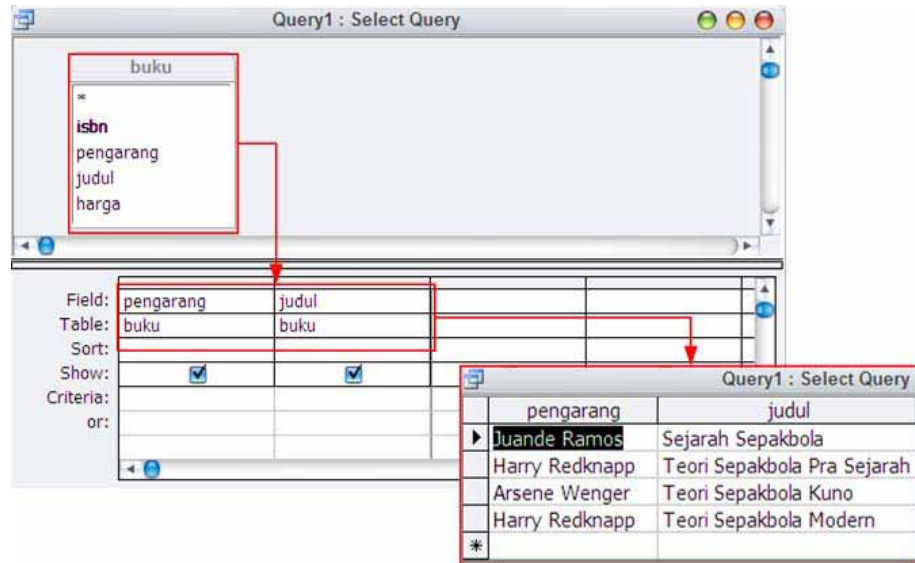 Query1 : Select Query
buku
*
isbn
pengarang
judul
harga
Field: pengarang judul
Table: buku buku
Sort:
Show:
Criteria:
or:
Query1 : Select Query
pengarang judul
Juande Ramos Sejarah Sepakbola
Harry Redknapp Teori Sepakbola Pra Sejarah
Arsene Wenger Teori Sepakbola Kuno
Harry Redknapp Teori Sepakbola Modern
*